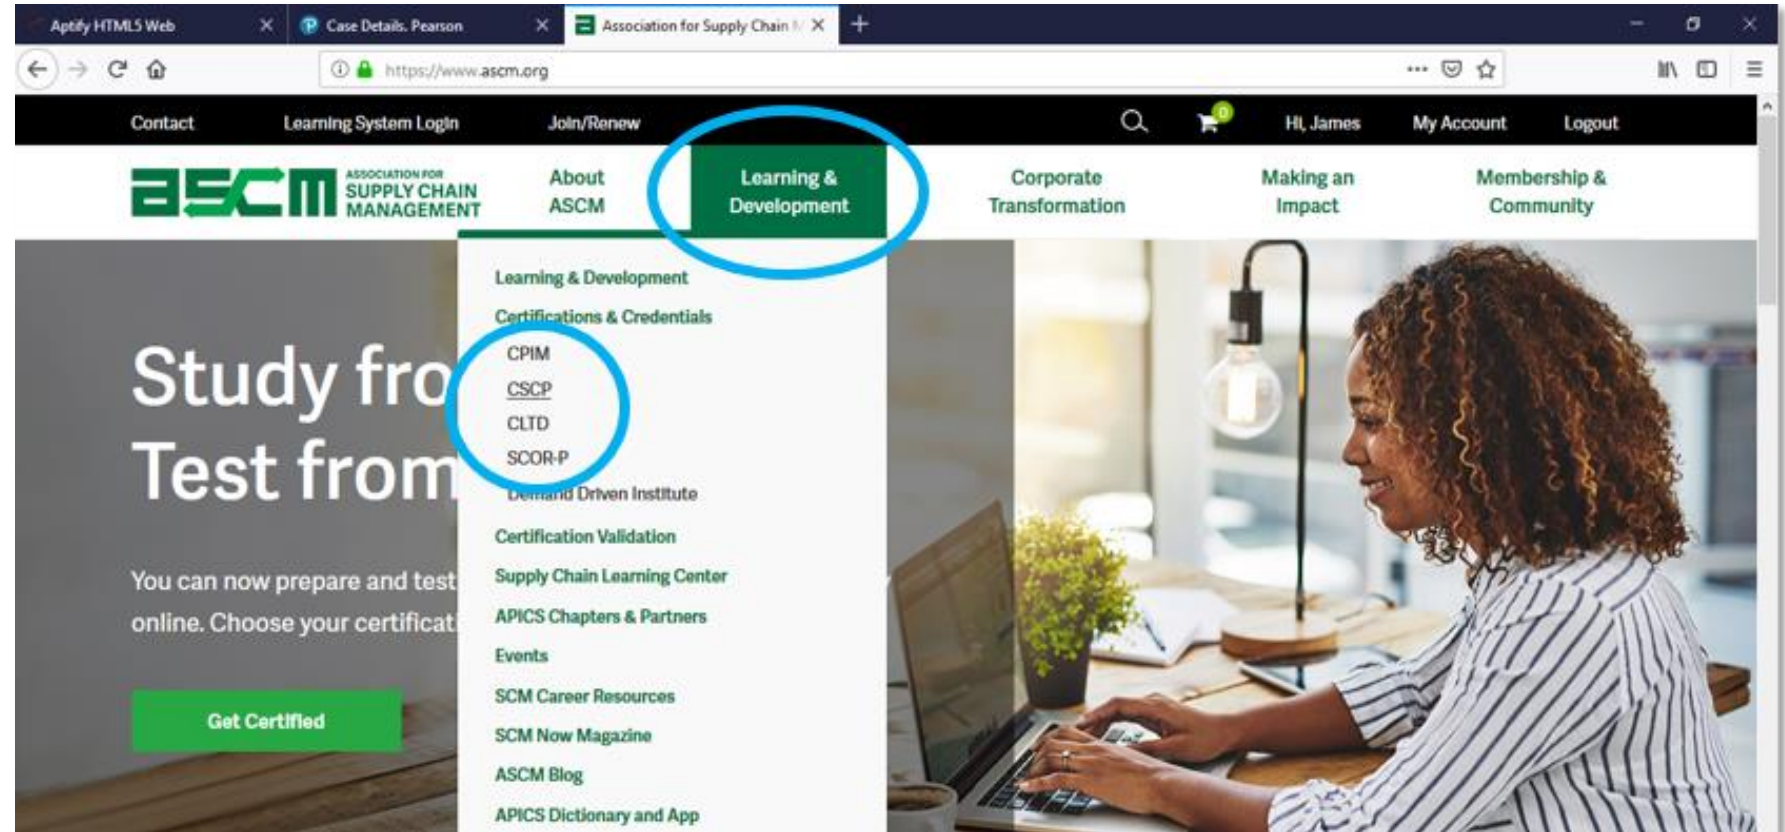 Aptify HTML5 Web
Case Details. Pearson
Association for Supply Chain
https://www.ascm.org
Contact
Learning System Login
Join/Renew
0
Hi, James
My Account
Logout
ascm
ASSOCIATION FOR
SUPPLY CHAIN
MANAGEMENT
About
ASCM
Learning &
Development
Corporate
Transformation
Making an
Impact
Membership &
Community
Study fro
Test from
You can now prepare and test
online. Choose your certificat
Get Certified
Learning & Development
Certifications & Credentials
CPIM
CSCP
CLTD
SCOR-P
Demand Driven Institute
Certification Validation
Supply Chain Learning Center
APICS Chapters & Partners
Events
SCM Career Resources
SCM Now Magazine
ASCM Blog
APICS Dictionary and App